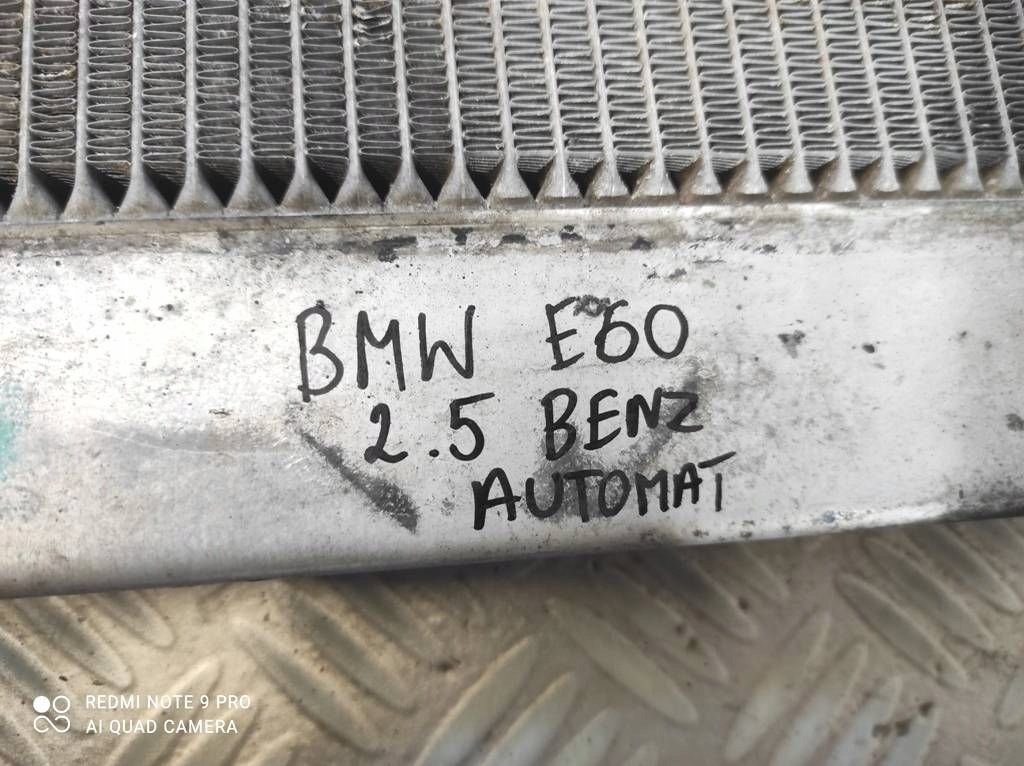 BMW E60
2.5 BENZ
AUTOMAT
REDMI NOTE 9 PRO
AI QUAD CAMERA